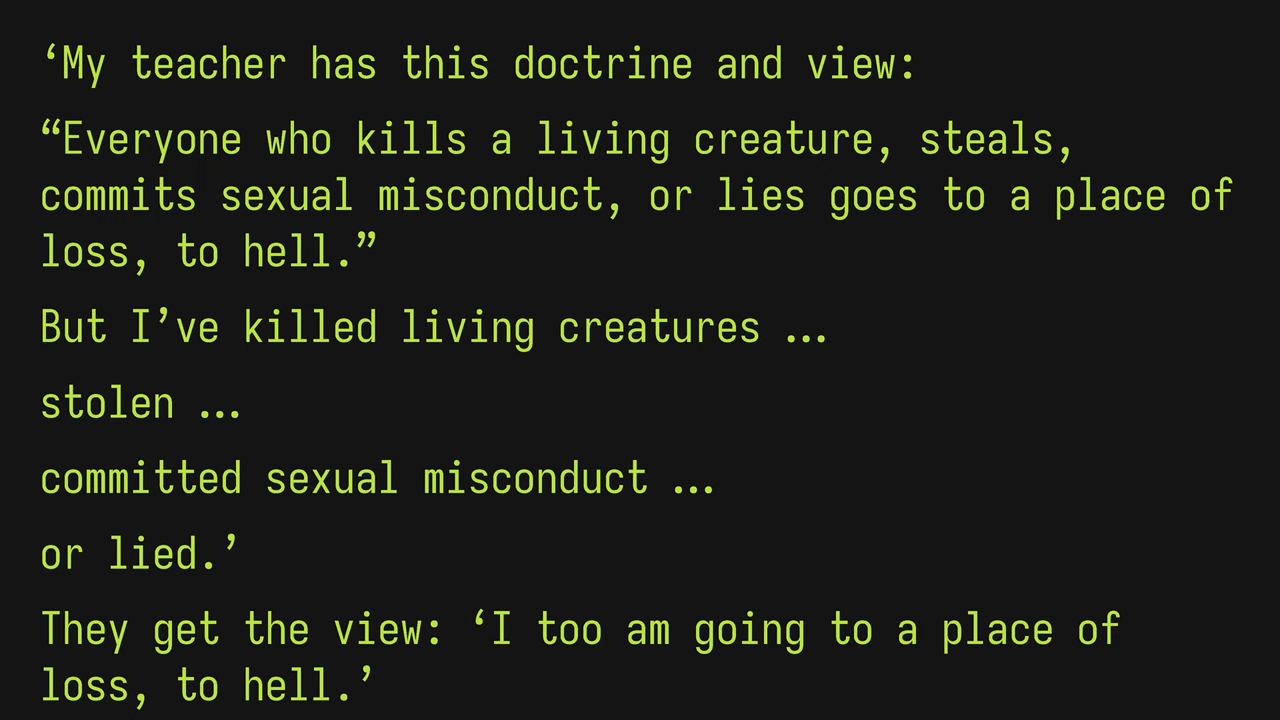 ‘My teacher has this doctrine and view:
“Everyone who kills a living creature, steals,
commits sexual misconduct, or lies goes to a place of
loss, to hell.”
But I’ve killed living creatures …
stolen …
committed sexual misconduct …
or lied.’
They get the view: ‘I too am going to a place of
loss, to hell.’